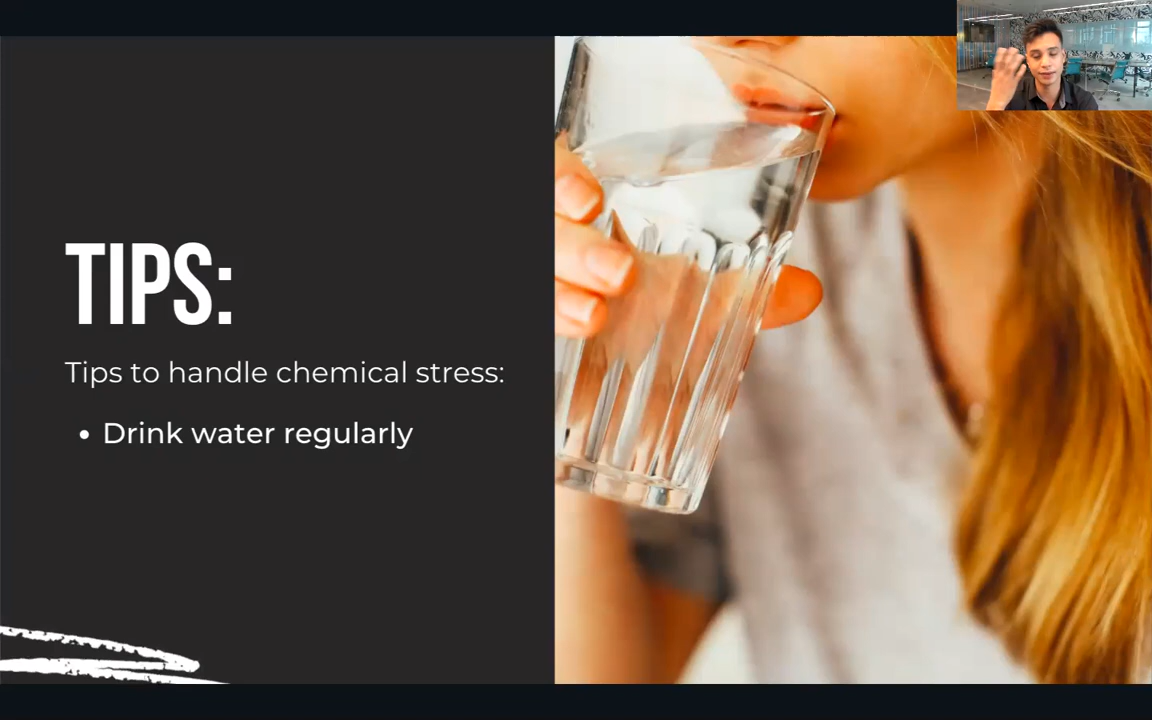 TIPS:
Tips to handle chemical stress:
• Drink water regularly